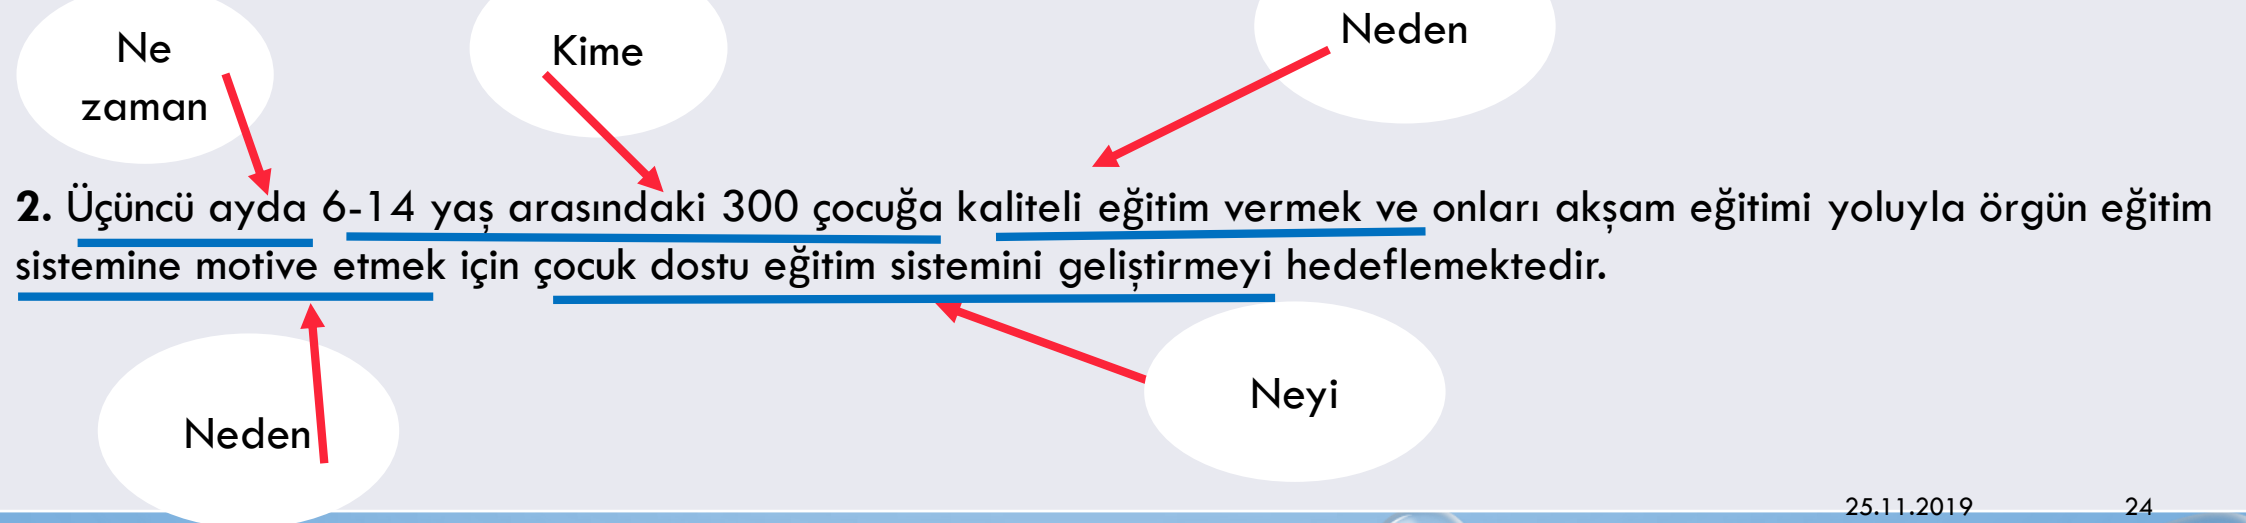 Ne
zaman
Kime
Neden
2. Üçüncü ayda 6-14 yaş arasındaki 300 çocuğa kaliteli eğitim vermek ve onları akşam eğitimi yoluyla örgün eğitim
sistemine motive etmek için çocuk dostu eğitim sistemini geliştirmeyi hedeflemektedir.
Neden
Neyi
25.11.2019
24